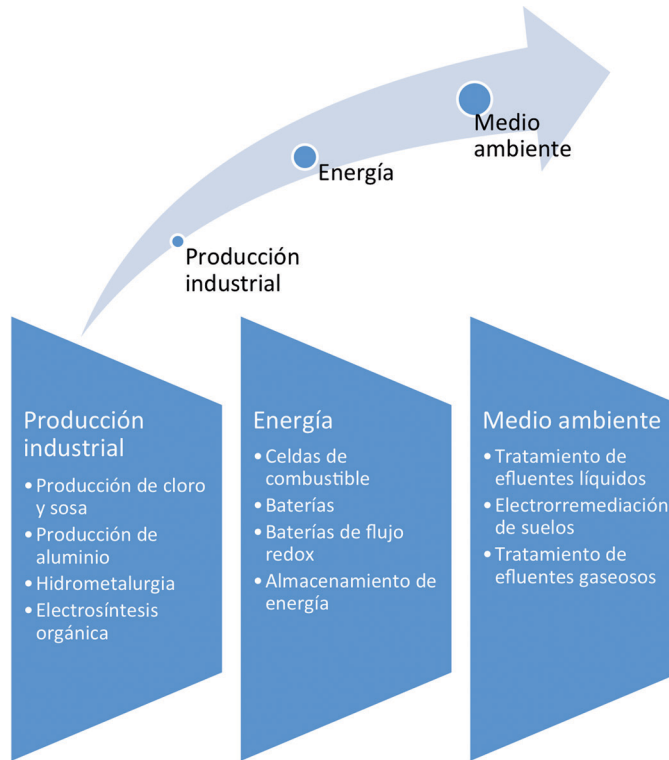 Medio
ambiente
Energía
Producción
industrial
Producción
industrial
• Producción de cloro
y sosa
• Producción de
aluminio
• Hidrometalurgia
• Electrosíntesis
orgánica
Energía
• Celdas de
combustible
• Baterías
• Baterías de flujo
redox
• Almacenamiento de
energía
Medio ambiente
• Tratamiento de
efluentes líquidos
• Electrorremediación
de suelos
• Tratamiento de
efluentes gaseosos